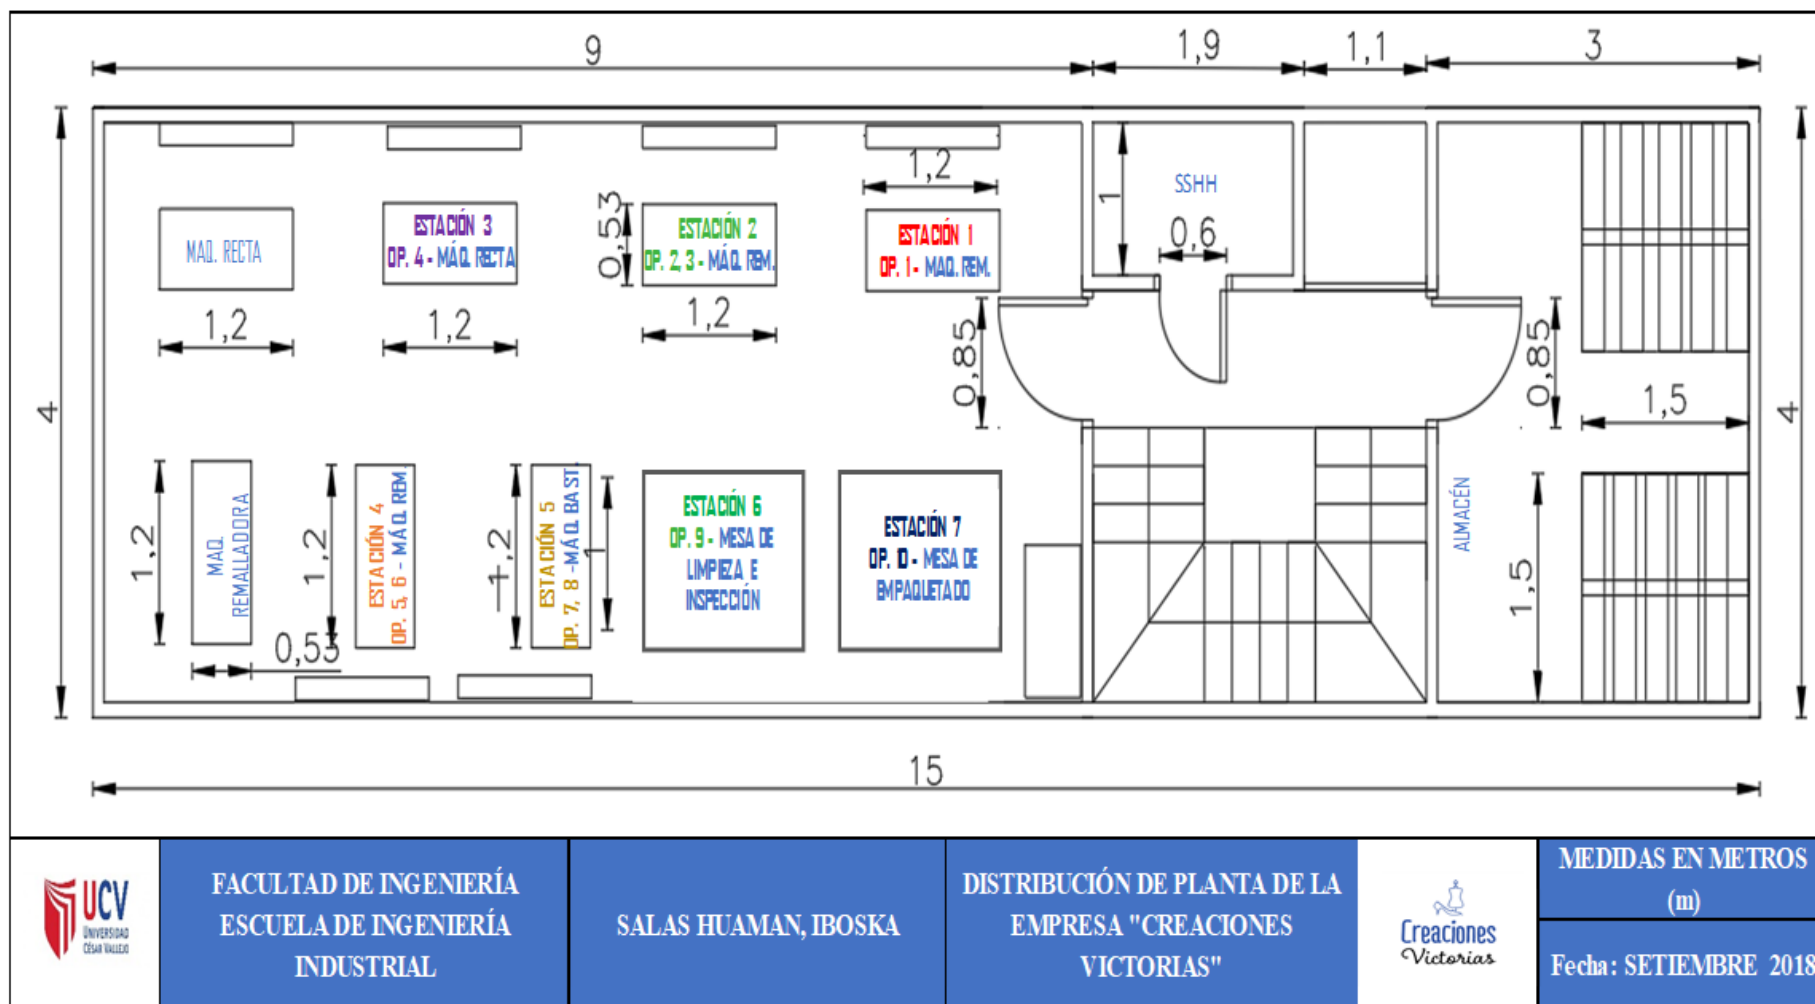 9
1,9
1,1
3
1,2
SSHH
1
0,6
0,53
MAQ. RECTA
ESTACIÓN 3
OP. 4 - MÁQ. RECTA
ESTACIÓN 2
OP. 2, 3 - MÁQ. REM.
ESTACIÓN 1
OP. 1 - MAQ. REM.
1,2
1,2
1,2
0,85
0,85
4
1,5
4
1,2
MAQ.
REMALLADORA
0,53
1,2
ESTACIÓN 4
OP. 5, 6 - MÁQ. REM.
1,2
ESTACIÓN 5
OP. 7, 8 - MÁQ. BAST.
1
ESTACIÓN 6
OP. 9 - MESA DE
LIMPIEZA E
INSPECCIÓN
ESTACIÓN 7
OP. 10 - MESA DE
EMPAQUETADO
ALMACÉN
1,5
15
UCV
UNIVERSIDAD
CÉSAR VALLEJO
FACULTAD DE INGENIERÍA
ESCUELA DE INGENIERÍA
INDUSTRIAL
SALAS HUAMAN, IBOSKA
DISTRIBUCIÓN DE PLANTA DE LA
EMPRESA "CREACIONES
VICTORIAS"
Creaciones
Victorias
MEDIDAS EN METROS
(m)
Fecha: SETIEMBRE 2018